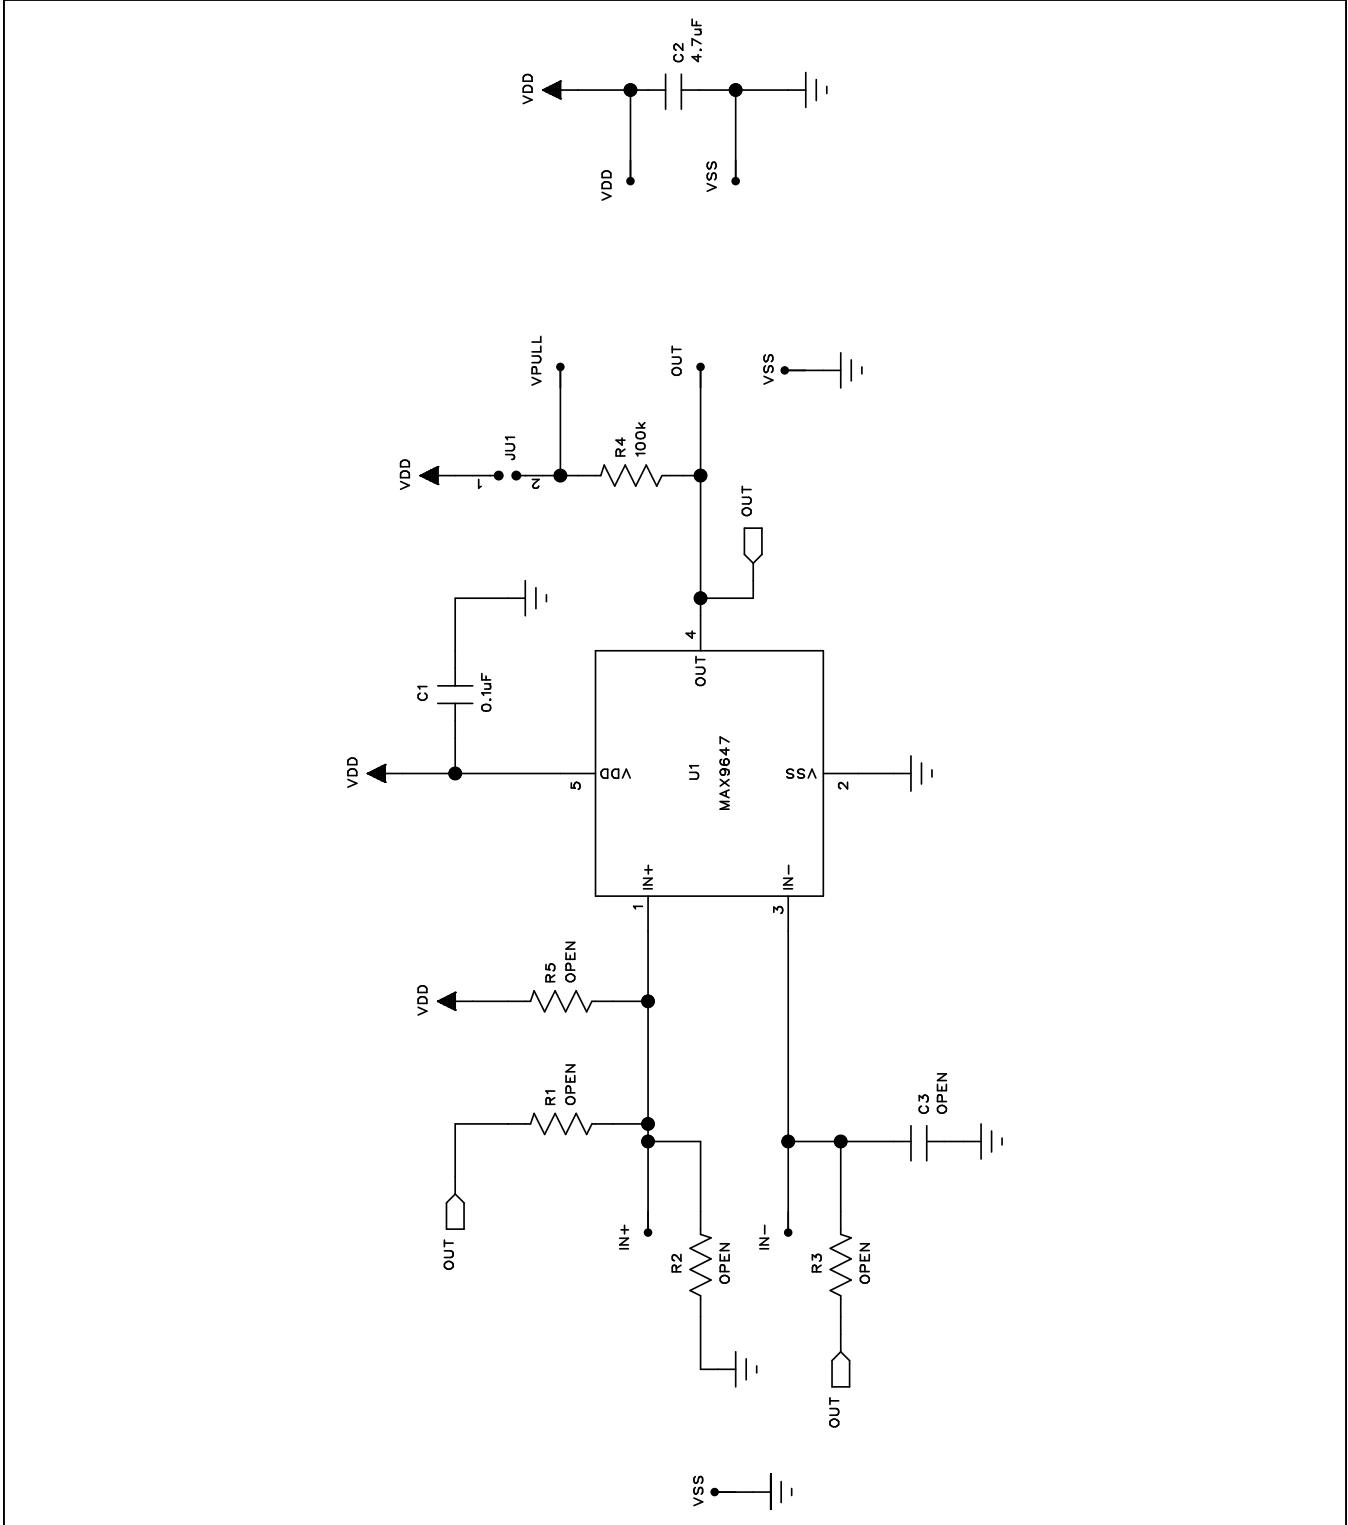 C2
4.7uF
VDD
VDD
VSS
VPULL
OUT
VSS
JU1
VDD
1
2
R4
100k
OUT
C1
0.1uF
VDD
4
OUT
5
VDD
U1
MAX9647
VSS
2
IN+
1
IN-
3
VDD
R5
OPEN
R1
OPEN
OUT
C3
OPEN
IN+
R2
OPEN
IN-
R3
OPEN
OUT
VSS